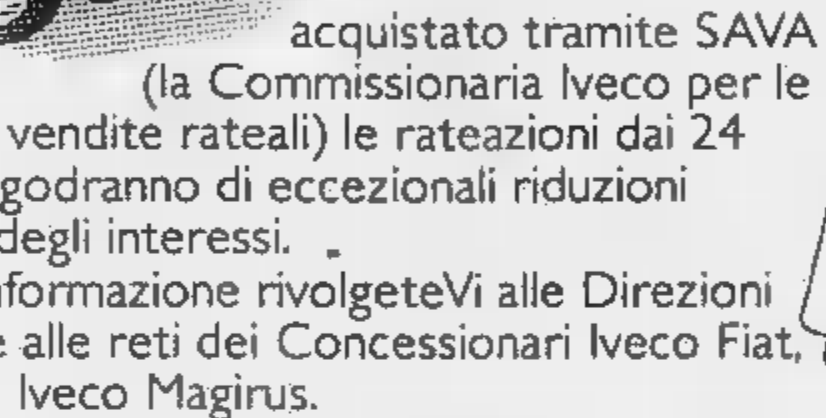 acquistato tramite SAVA
(la Commissionaria Iveco per le
vendite rateali) le rateazioni dai 24
godranno di eccezionali riduzioni
degli interessi.
nformazione rivolgeteVi alle Direzioni
e alle reti dei Concessionari Iveco Fiat,
Iveco Magirus.